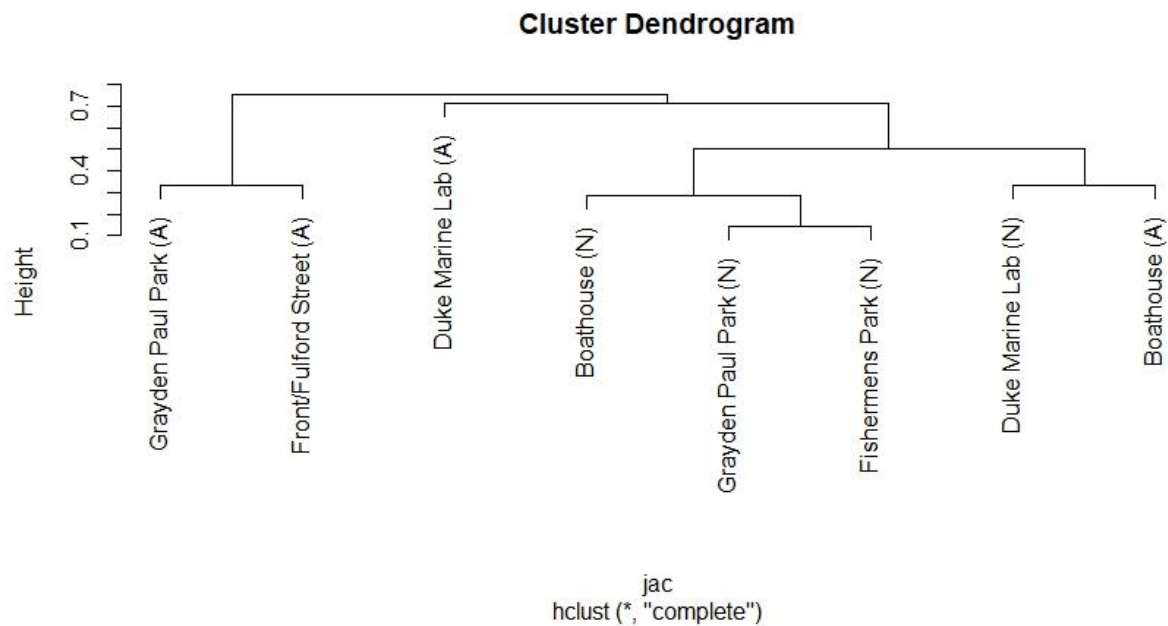 Cluster Dendrogram
Height
0.1
0.4
0.7
Grayden Paul Park (A)
Front/Fulford Street (A)
Duke Marine Lab (A)
Boathouse (N)
Grayden Paul Park (N)
Fishermens Park (N)
Duke Marine Lab (N)
Boathouse (A)
jac
hclust (*, "complete")